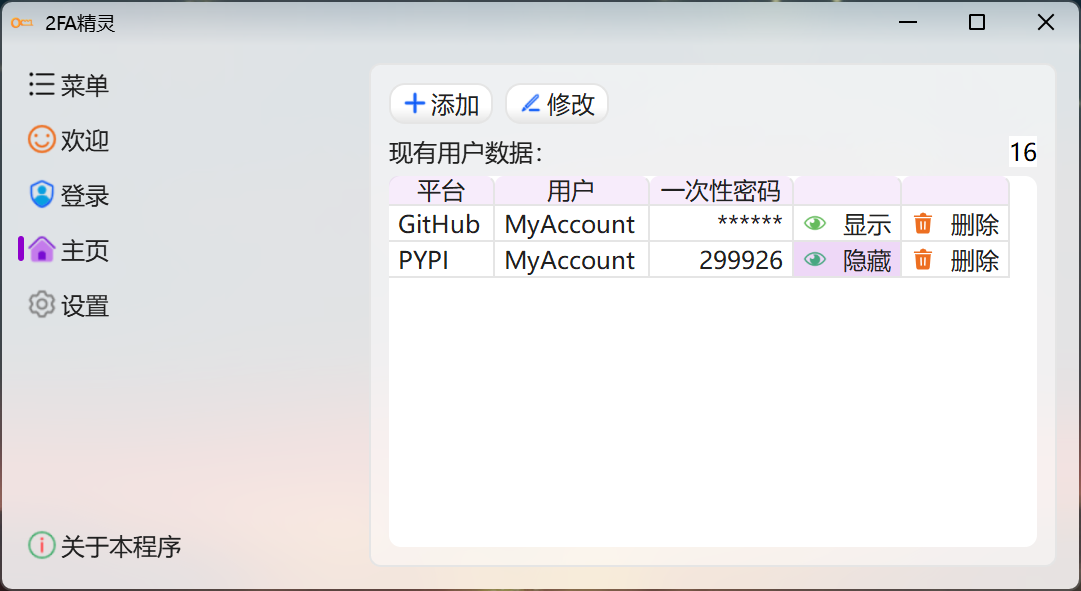 2FA精灵
菜单
欢迎
登录
主页
设置
关于本程序
添加 修改
现有用户数据： 16
平台 用户 一次性密码
GitHub MyAccount ****** 显示 删除
PYPI MyAccount 299926 隐藏 删除